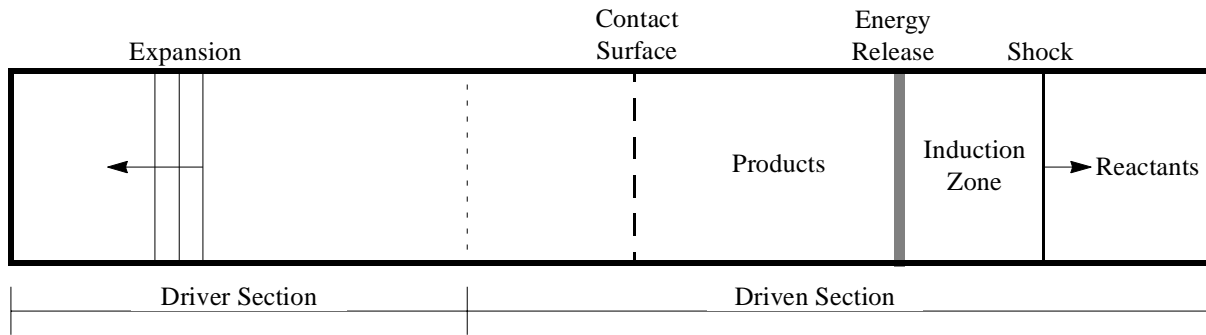 Contact
Surface
Energy
Release
Expansion
Shock
Products
Induction
Zone
Reactants
Driver Section
Driven Section